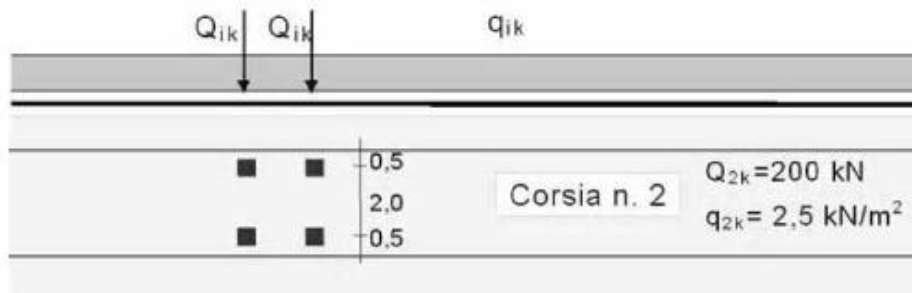 Qik Qik qik
0,5
2,0
0,5
Corsia n. 2
Q2k=200 kN
q2k= 2,5 kN/m²